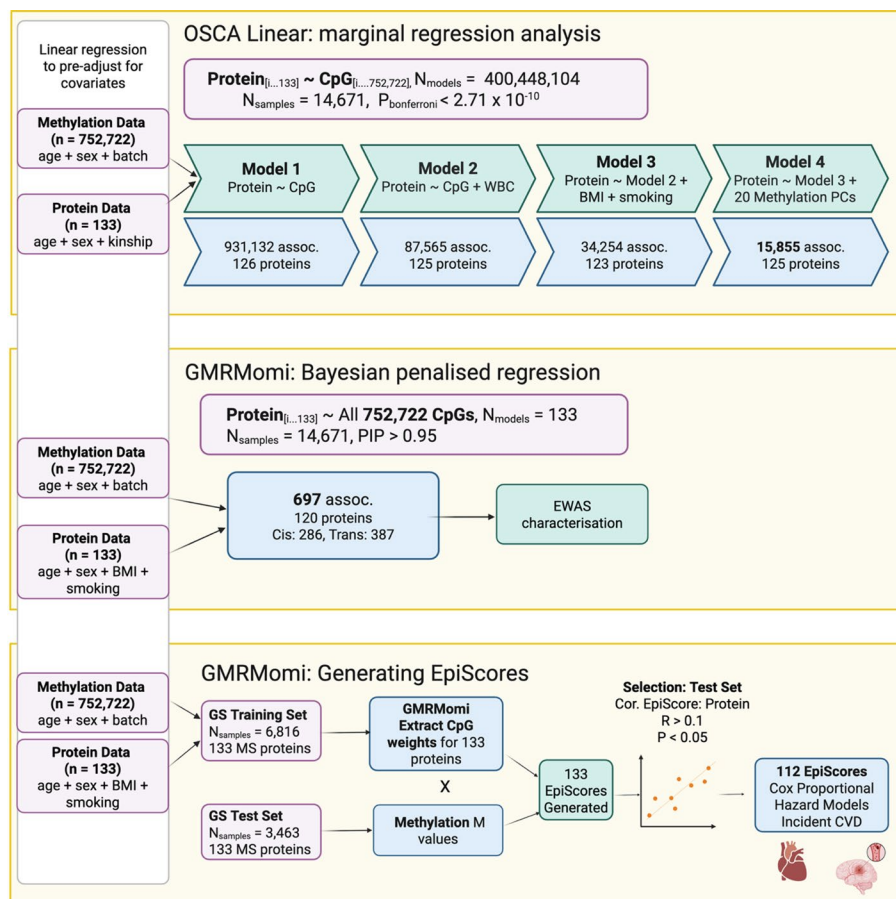 Linear regression
to pre-adjust for
covariates
OSCA Linear: marginal regression analysis
Protein[i...133] ~ CpG[i....752,722], Nmodels = 400,448,104
Nsamples = 14,671, Pbonferroni < 2.71 x 10-10
Methylation Data
(n = 752,722)
age + sex + batch
Protein Data
(n = 133)
age + sex + kinship
Model 1
Protein ~ CpG
Model 2
Protein ~ CpG + WBC
Model 3
Protein ~ Model 2 +
BMI + smoking
Model 4
Protein ~ Model 3 +
20 Methylation PCs
931,132 assoc.
126 proteins
87,565 assoc.
125 proteins
34,254 assoc.
123 proteins
15,855 assoc.
125 proteins
GMRMomi: Bayesian penalised regression
Protein[i...133] ~ All 752,722 CpGs, Nmodels = 133
Nsamples = 14,671, PIP > 0.95
Methylation Data
(n = 752,722)
age + sex + batch
Protein Data
(n = 133)
age + sex + BMI +
smoking
697 assoc.
120 proteins
Cis: 286, Trans: 387
EWAS
characterisation
GMRMomi: Generating EpiScores
Methylation Data
(n = 752,722)
age + sex + batch
Protein Data
(n = 133)
age + sex + BMI +
smoking
GS Training Set
Nsamples = 6,816
133 MS proteins
GMRMomi
Extract CpG
weights for 133
proteins
X
GS Test Set
Nsamples = 3,463
133 MS proteins
Methylation M
values
133
EpiScores
Generated
Selection: Test Set
Cor. EpiScore: Protein
R > 0.1
P < 0.05
112 EpiScores
Cox Proportional
Hazard Models
Incident CVD